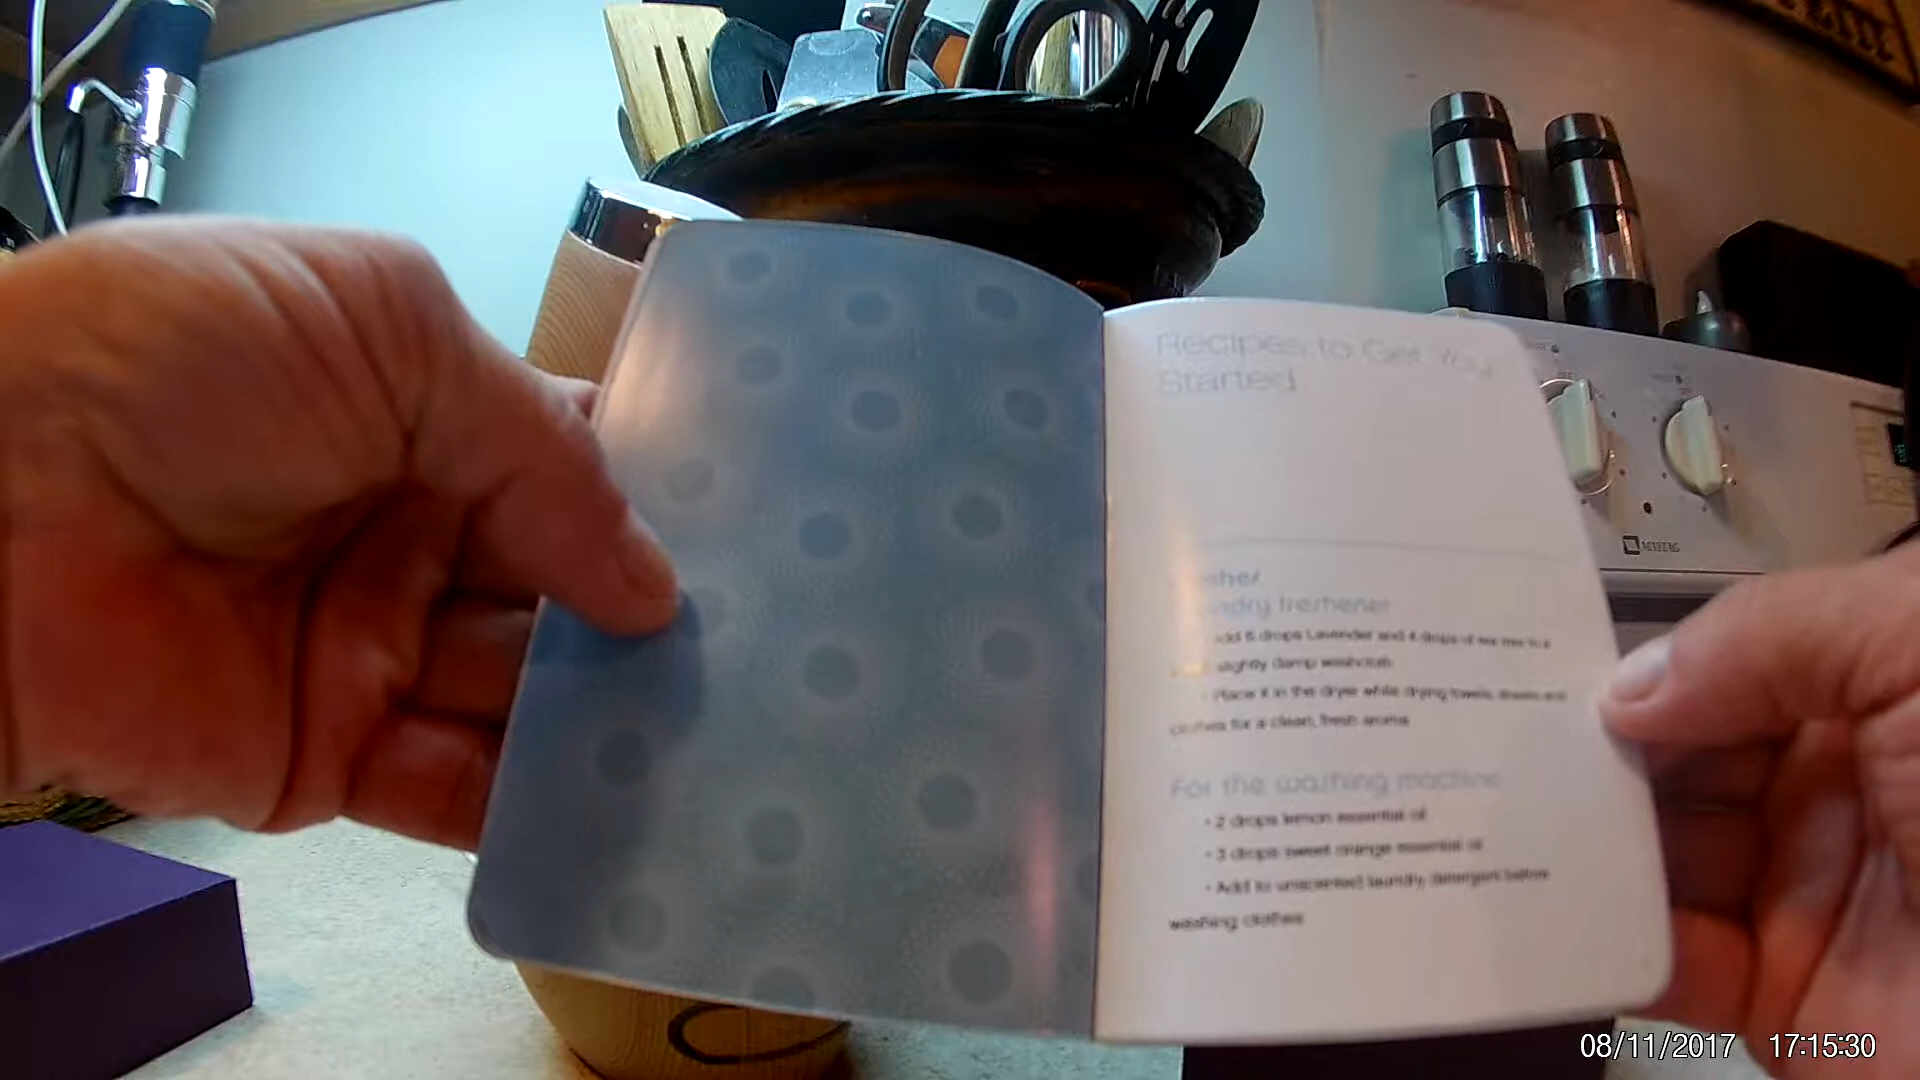 Recipes to Get You
Started
freshener
Add 6 drops Lavender and 4 drops of tea tree to a
slightly damp washcloth
• Place it in the dryer while drying towels, sheets and
clothes for a clean, fresh aroma
For the washing machine
• 2 drops lemon essential oil
• 3 drops sweet orange essential oil
• Add to unscented laundry detergent before
washing clothes
MAYTAG
08/11/2017 17:15:30